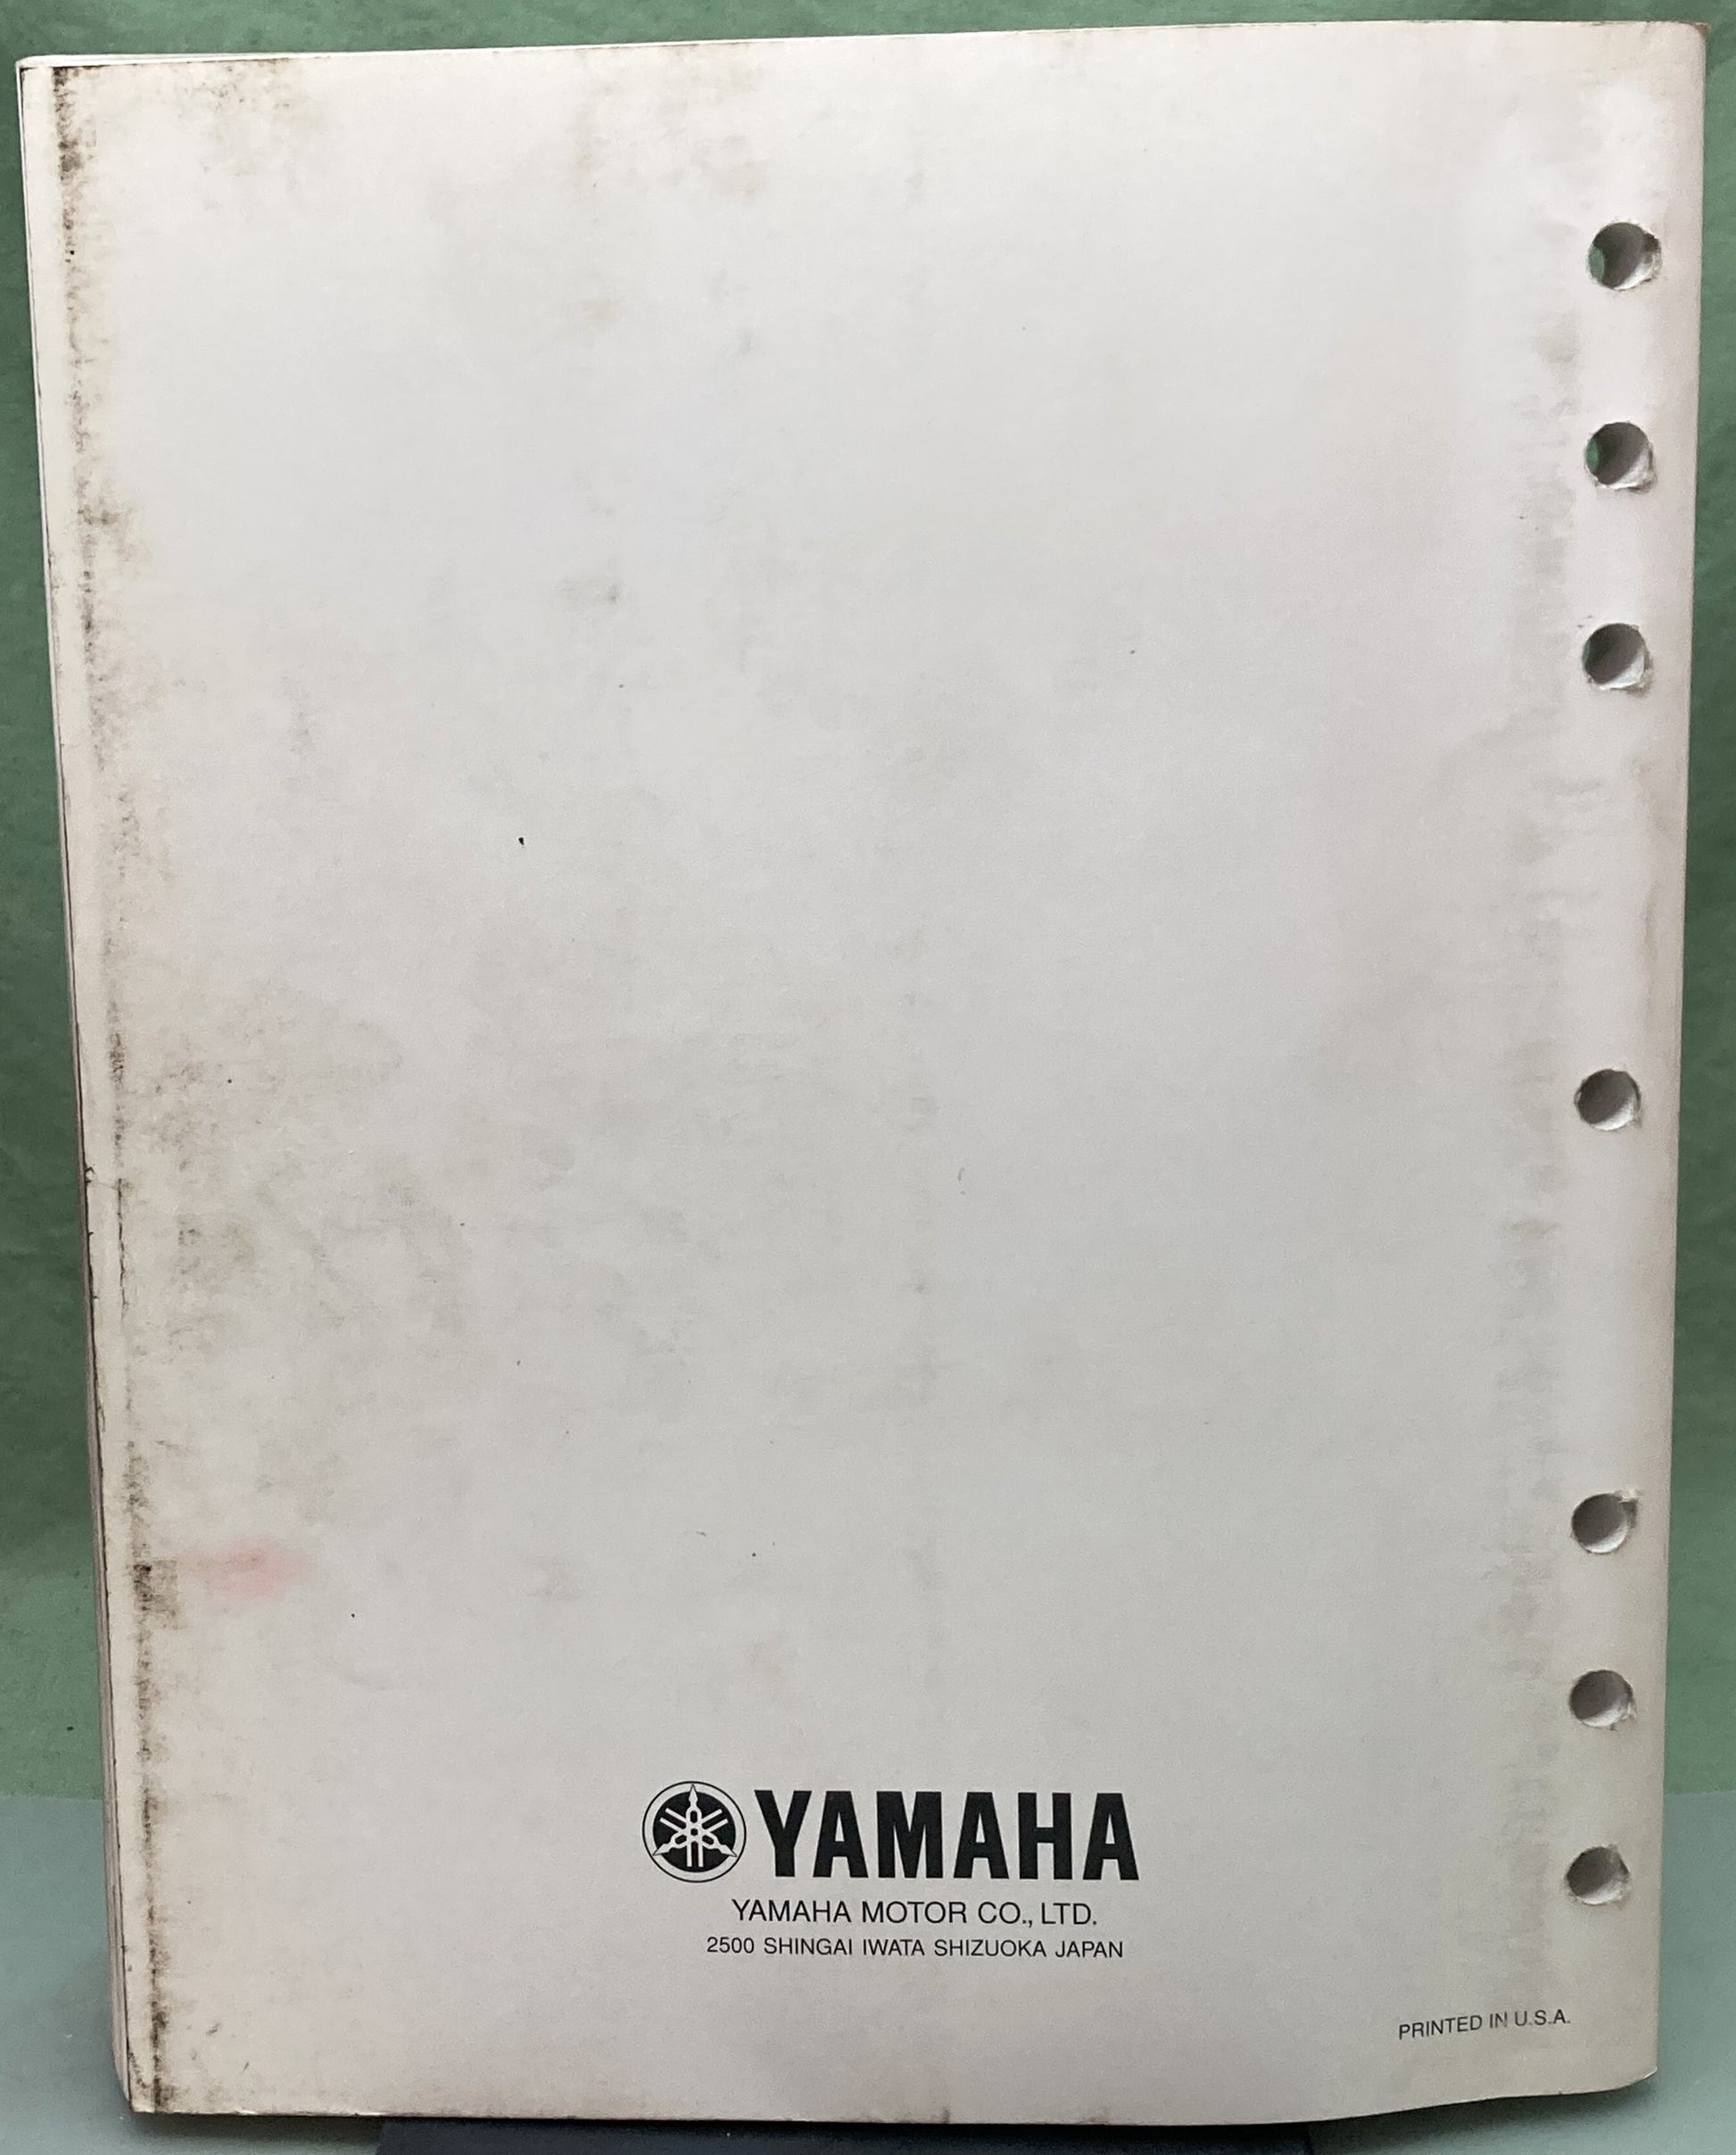 YAMAHA
YAMAHA MOTOR CO., LTD.
2500 SHINGAI IWATA SHIZUOKA JAPAN
PRINTED IN U.S.A.